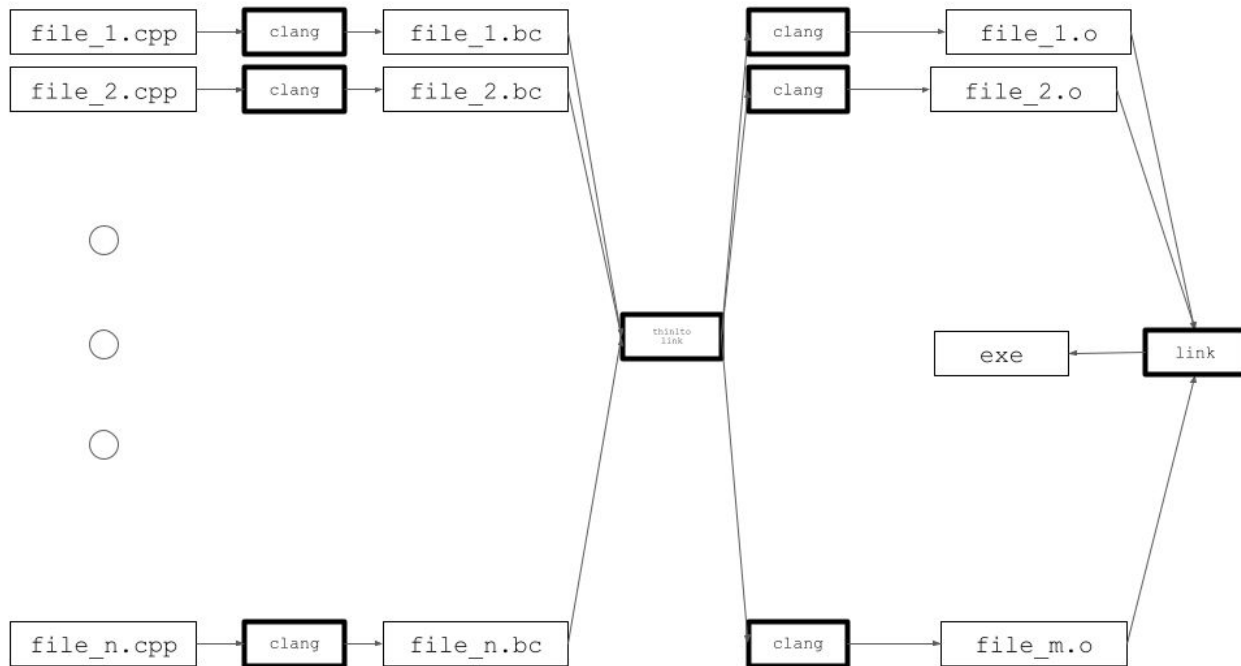 file_1.cpp
clang
file_1.bc
clang
file_1.o
file_2.cpp
clang
file_2.bc
clang
file_2.o
thinlto
link
exe
link
file_n.cpp
clang
file_n.bc
clang
file_m.o